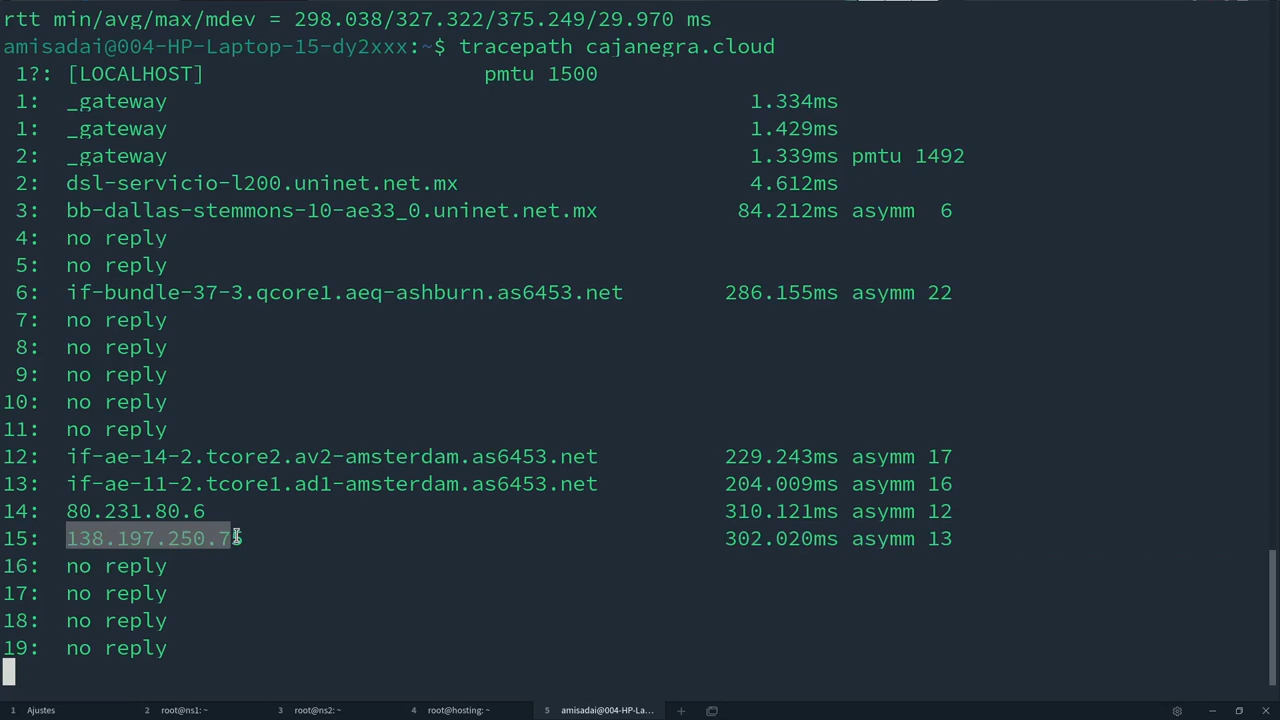 rtt min/avg/max/mdev = 298.038/327.322/375.249/29.970 ms
amisadai@004-HP-Laptop-15-dy2xxx:~$ tracepath cajanegra.cloud
1?: [LOCALHOST] pmtu 1500
1: _gateway 1.334ms
1: _gateway 1.429ms
2: _gateway 1.339ms pmtu 1492
2: dsl-servicio-l200.uninet.net.mx 4.612ms
3: bb-dallas-stemmons-10-ae33_0.uninet.net.mx 84.212ms asymm 6
4: no reply
5: no reply
6: if-bundle-37-3.qcore1.aeq-ashburn.as6453.net 286.155ms asymm 22
7: no reply
8: no reply
9: no reply
10: no reply
11: no reply
12: if-ae-14-2.tcore2.av2-amsterdam.as6453.net 229.243ms asymm 17
13: if-ae-11-2.tcore1.ad1-amsterdam.as6453.net 204.009ms asymm 16
14: 80.231.80.6 310.121ms asymm 12
15: 302.020ms asymm 13
16: no reply
17: no reply
18: no reply
19: no reply
1 Ajustes 2 root@ns1: ~ 3 root@ns2: ~ 4 root@hosting: ~ 5 amisadai@004-HP-La...